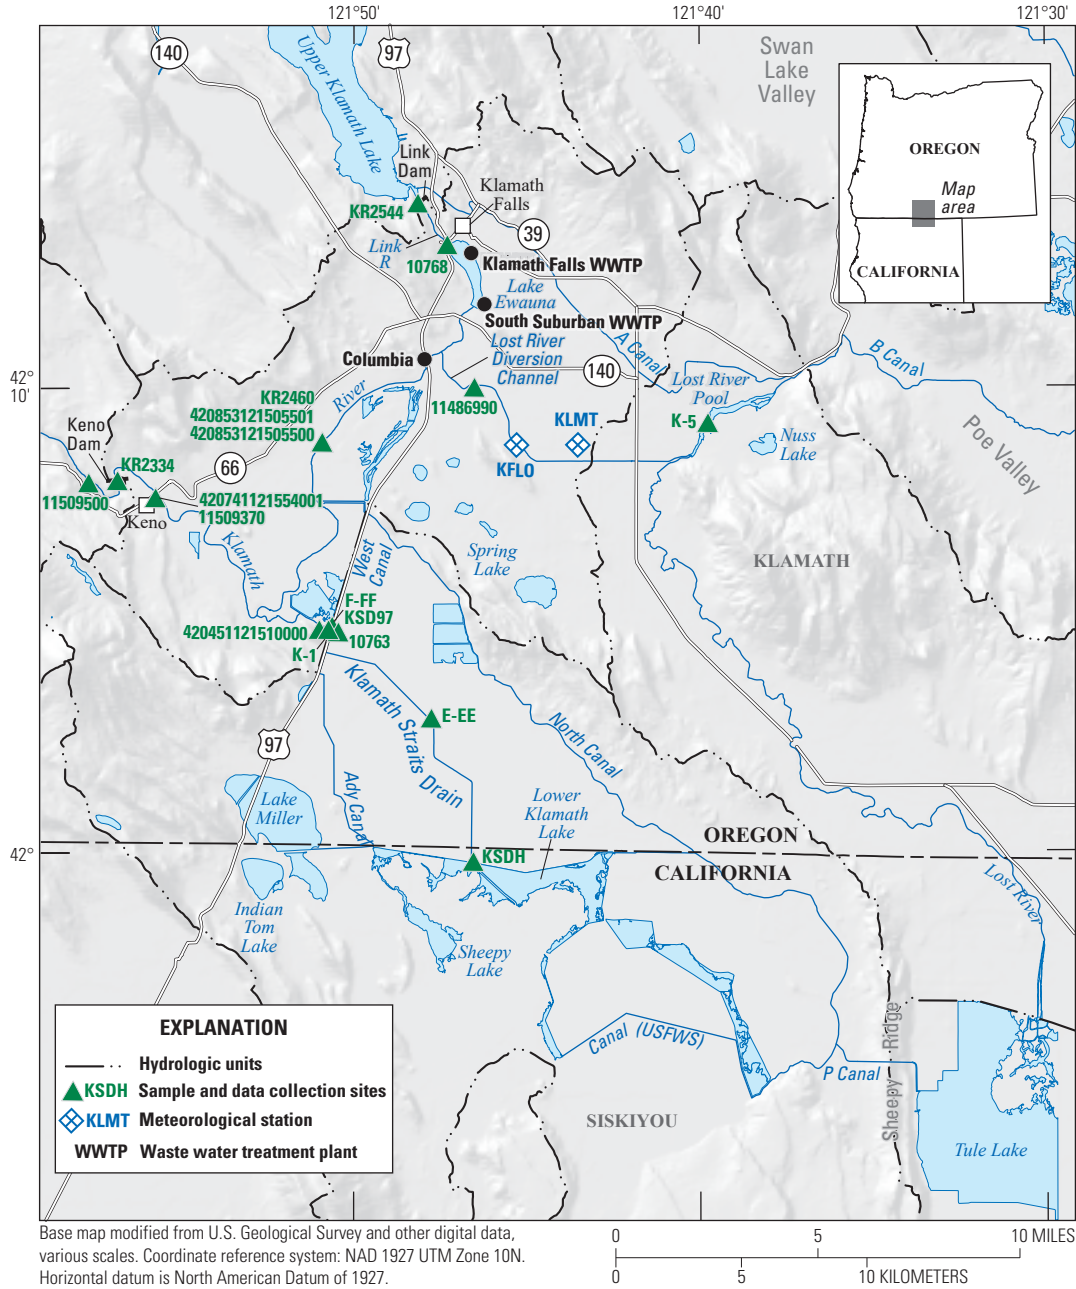 121°50'
121°40'
121°30'
140
97
Upper Klamath Lake
Swan
Lake
Valley
OREGON
Map
area
CALIFORNIA
Link
Dam
Klamath
Falls
KR2544
39
Link
R
10768
Klamath Falls WWTP
Lake
Ewauna
South Suburban WWTP
A Canal
B Canal
Columbia
Lost River
Diversion
Channel
140
Lost River
Pool
42°
10'
KR2460
420853121505501
420853121505500
River
11486990
KLMT
KFLO
K-5
Nuss
Lake
Poe Valley
Keno
Dam
KR2334
66
11509500
420741121554001
11509370
Keno
Klamath
West
Canal
Spring
Lake
KLAMATH
F-FF
KSD97
420451121510000
10763
K-1
Klamath Straits Drain
E-EE
North Canal
97
Ady Canal
Lake
Miller
Lower
Klamath
Lake
OREGON
42°
KSDH
CALIFORNIA
Lost River
Indian
Tom
Lake
Sheepy
Lake
Canal (USFWS)
Sheepy Ridge
P Canal
SISKIYOU
Tule Lake
EXPLANATION
Hydrologic units
KSDH Sample and data collection sites
KLMT Meteorological station
WWTP Waste water treatment plant
Base map modified from U.S. Geological Survey and other digital data,
various scales. Coordinate reference system: NAD 1927 UTM Zone 10N.
Horizontal datum is North American Datum of 1927.
0 5 10 MILES
0 5 10 KILOMETERS